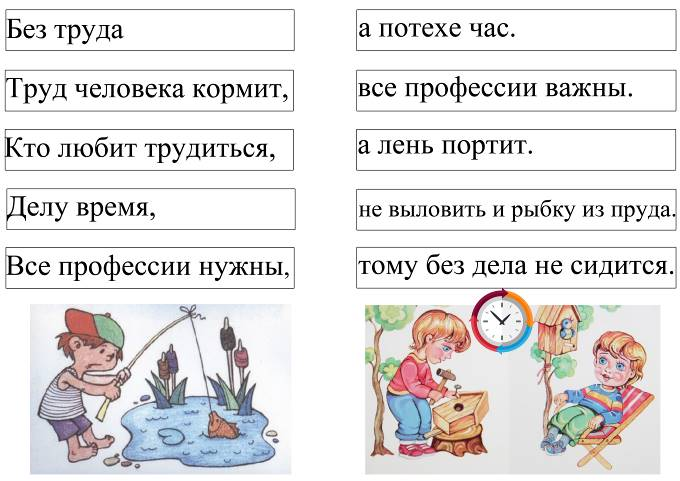 Без труда
а потехе час.
Труд человека кормит,
все профессии важны.
Кто любит трудиться,
а лень портит.
Делу время,
не выловить и рыбку из пруда.
Все профессии нужны,
тому без дела не сидится.